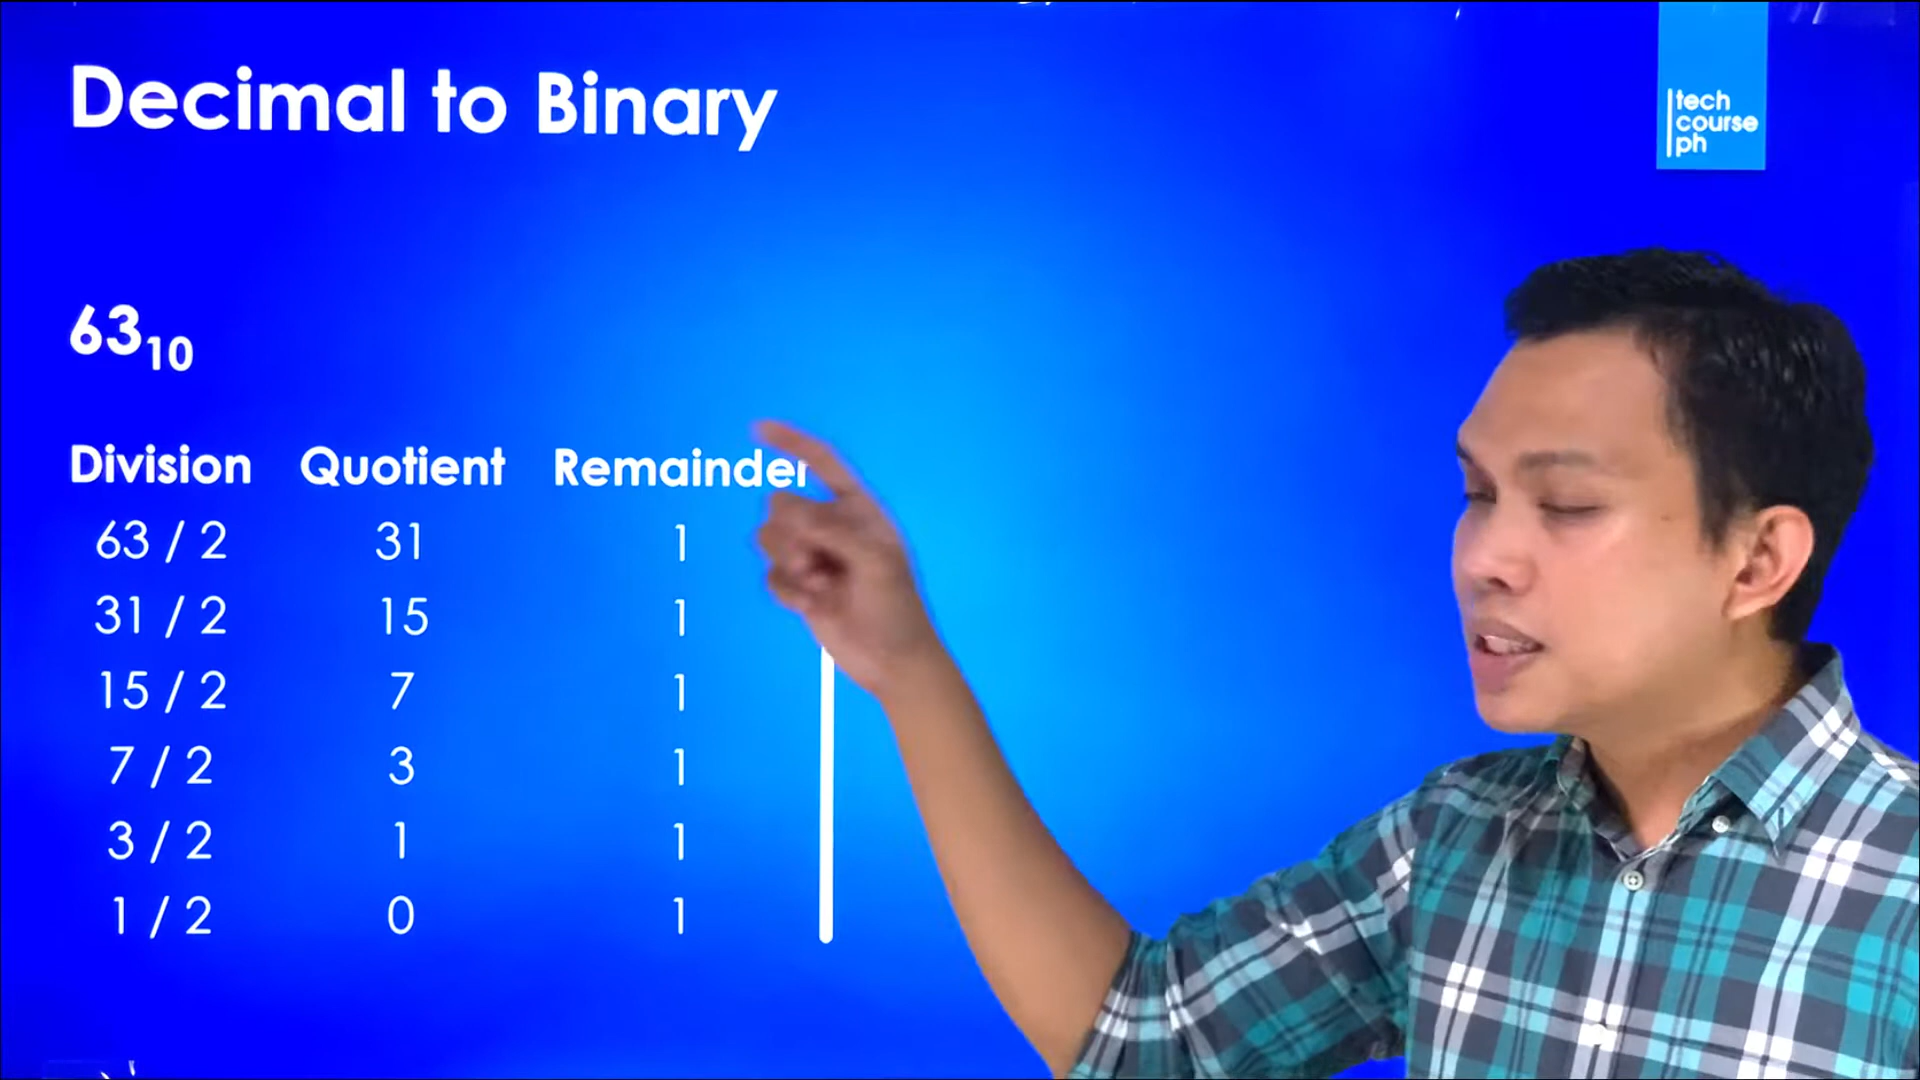 Decimal to Binary
tech
course
ph
63₁₀
Division Quotient Remainder
63 / 2 31 1
31 / 2 15 1
15 / 2 7 1
7 / 2 3 1
3 / 2 1 1
1 / 2 0 1